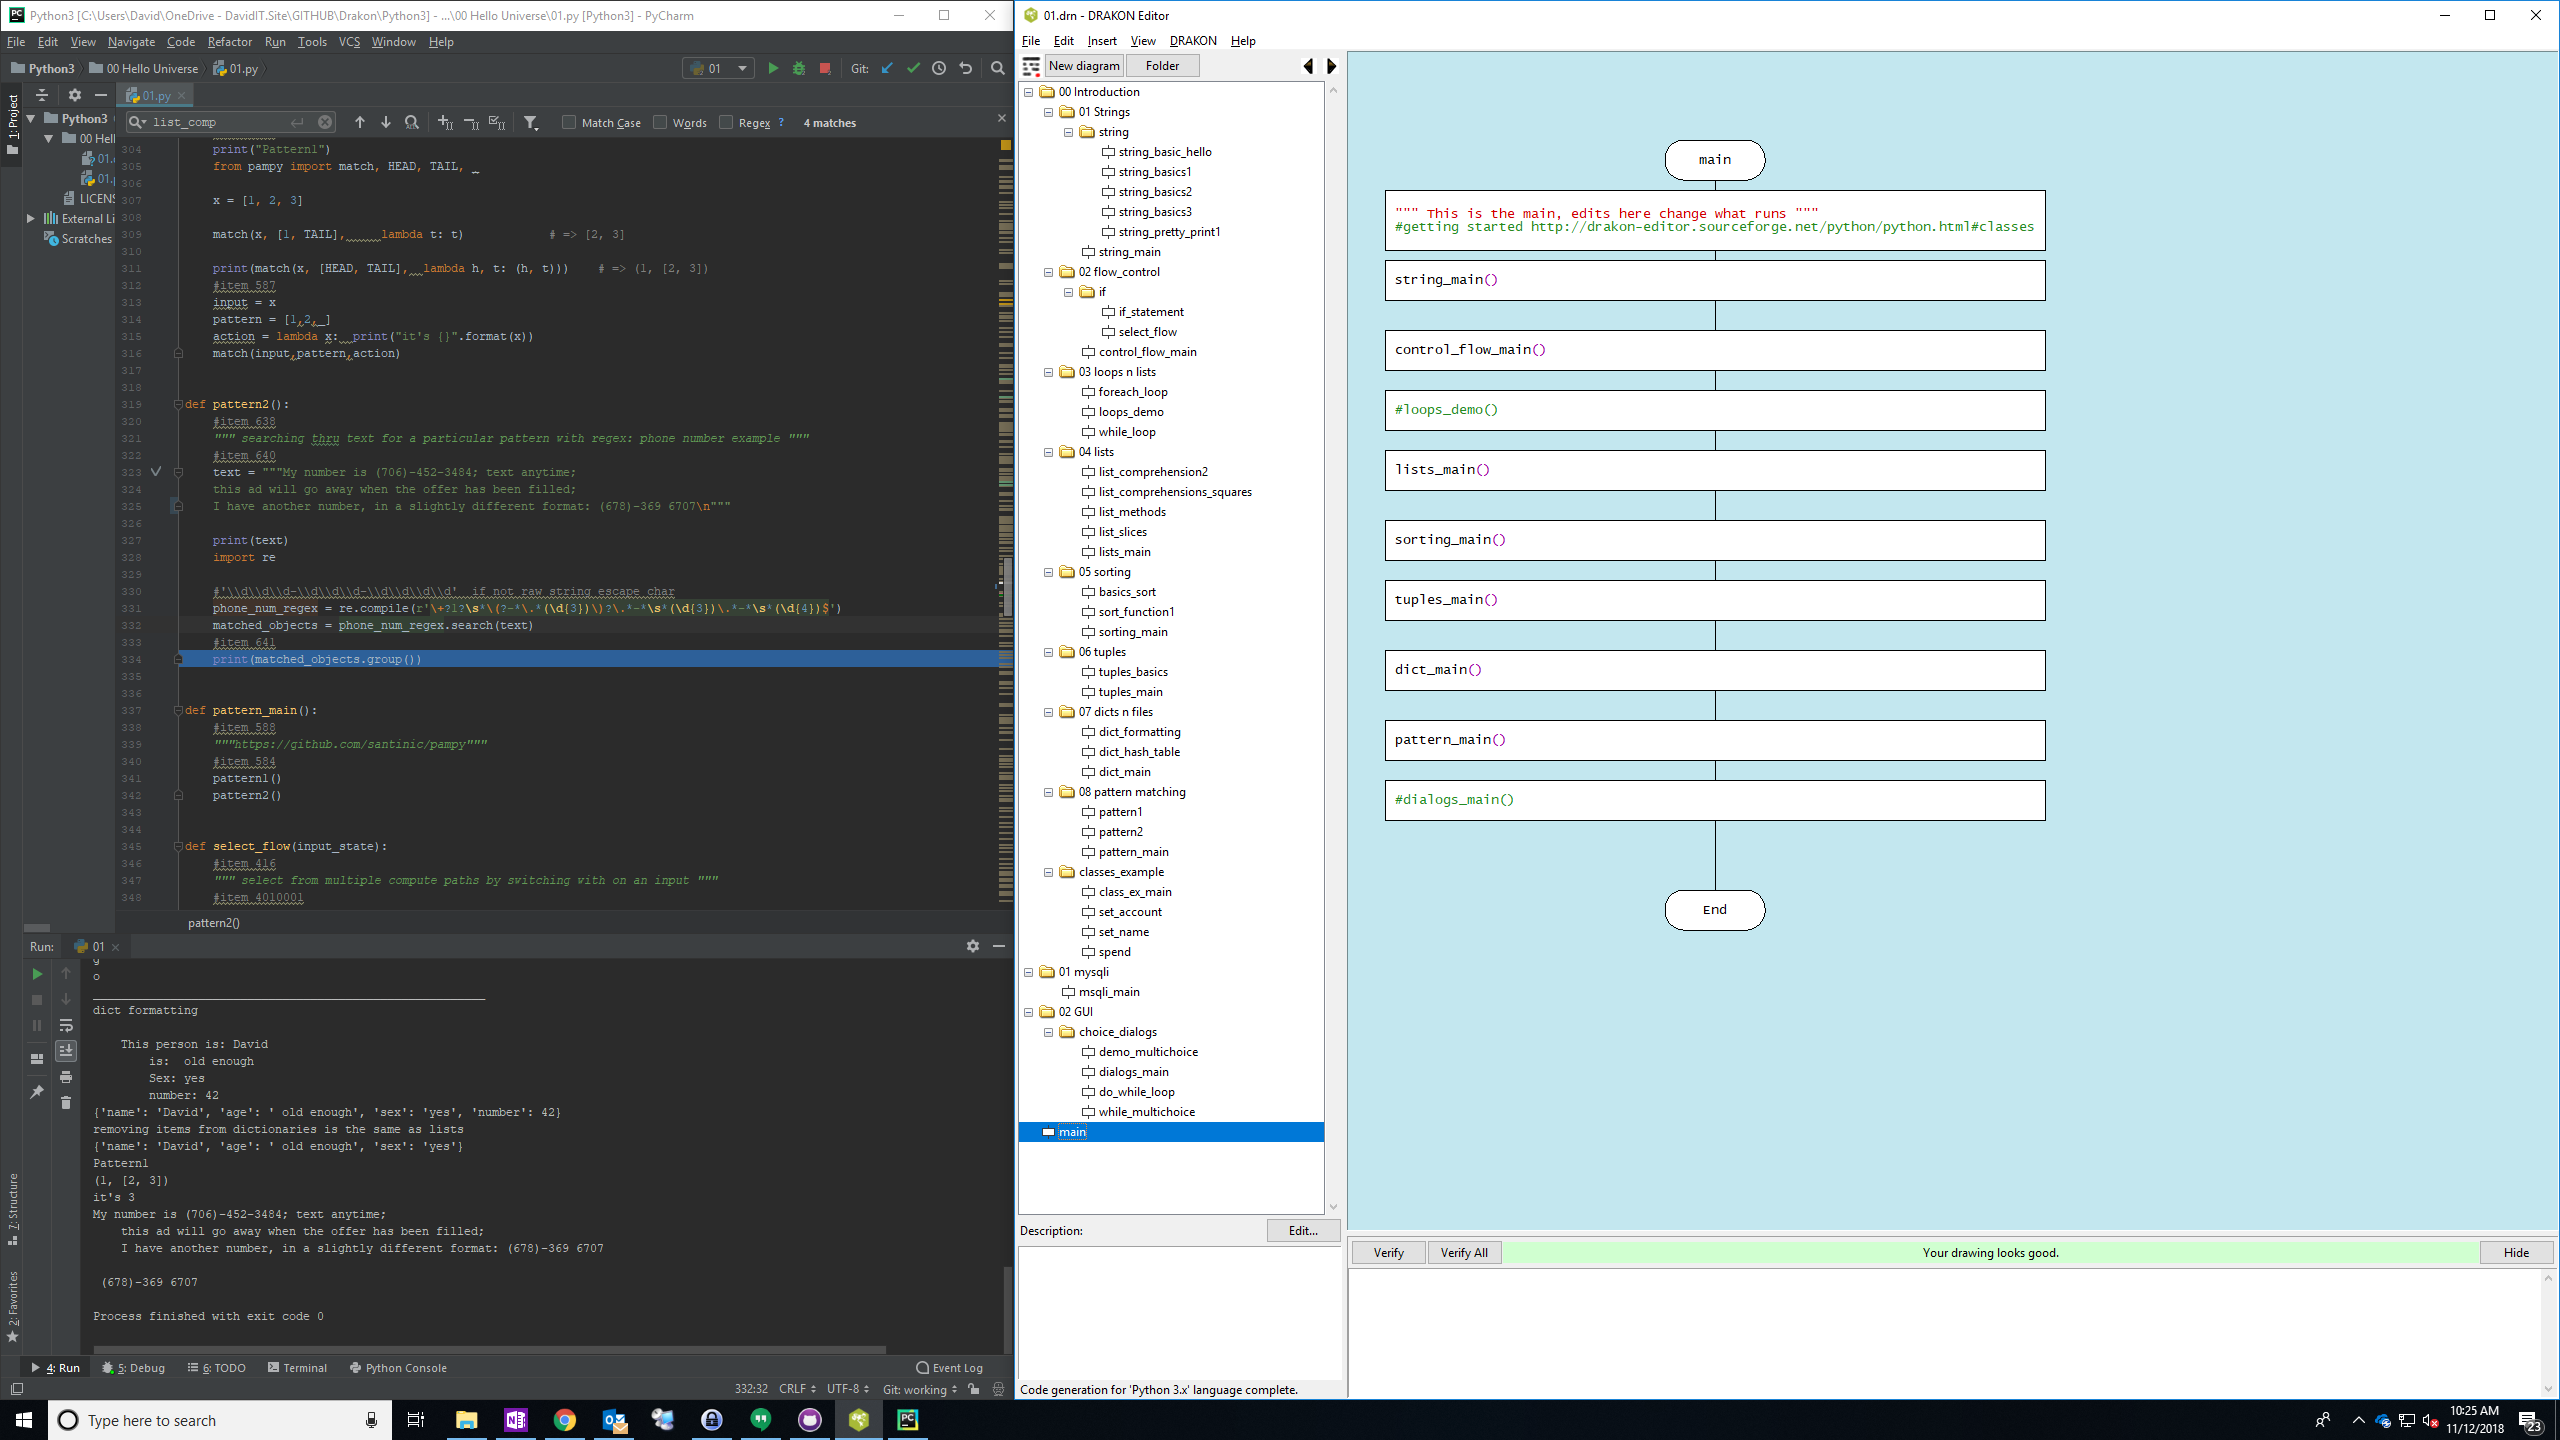 Python3 [C:\Users\David\OneDrive - DavidIT.Site\GITHUB\Drakon\Python3] - ...\00 Hello Universe\01.py [Python3] - PyCharm
File Edit View Navigate Code Refactor Run Tools VCS Window Help
Python3 00 Hello Universe 01.py
01 Git:
01.py
list_comp Match Case Words Regex ? 4 matches
1: Project
Python3
00 Hell
01.
01.p
LICENS
External Li
Scratches
304 print("Pattern1")
305 from pampy import match, HEAD, TAIL, _
306
307 x = [1, 2, 3]
308
309 match(x, [1, TAIL], lambda t: t) # => [2, 3]
310
311 print(match(x, [HEAD, TAIL], lambda h, t: (h, t))) # => (1, [2, 3])
312 #item 587
313 input = x
314 pattern = [1,2,_]
315 action = lambda x: print("it's {}".format(x))
316 match(input,pattern,action)
317
318
319 def pattern2():
320 #item 638
321 """ searching thru text for a particular pattern with regex: phone number example """
322 #item 640
323 text = """My number is (706)-452-3484; text anytime;
324 this ad will go away when the offer has been filled;
325 I have another number, in a slightly different format: (678)-369 6707\n"""
326
327 print(text)
328 import re
329
330 #'\\d\\d\\d-\\d\\d\\d-\\d\\d\\d\\d' if not raw string escape char
331 phone_num_regex = re.compile(r'\+?1?\s*\(?-*\.*(\d{3})\)?\.*-*\s*(\d{3})\.*-*\s*(\d{4})$')
332 matched_objects = phone_num_regex.search(text)
333 #item 641
334 print(matched_objects.group())
335
336
337 def pattern_main():
338 #item 588
339 """https://github.com/santinic/pampy"""
340 #item 584
341 pattern1()
342 pattern2()
343
344
345 def select_flow(input_state):
346 #item 416
347 """ select from multiple compute paths by switching with on an input """
348 #item 4010001
pattern2()
Run: 01
g
o
dict formatting
This person is: David
is: old enough
Sex: yes
number: 42
{'name': 'David', 'age': ' old enough', 'sex': 'yes', 'number': 42}
removing items from dictionaries is the same as lists
{'name': 'David', 'age': ' old enough', 'sex': 'yes'}
Pattern1
(1, [2, 3])
it's 3
My number is (706)-452-3484; text anytime;
this ad will go away when the offer has been filled;
I have another number, in a slightly different format: (678)-369 6707
(678)-369 6707
Process finished with exit code 0
7: Structure
2: Favorites
4: Run 5: Debug 6: TODO Terminal Python Console Event Log
332:32 CRLF UTF-8 Git: working
01.drn - DRAKON Editor
File Edit Insert View DRAKON Help
New diagram Folder
00 Introduction
01 Strings
string
string_basic_hello
string_basics1
string_basics2
string_basics3
string_pretty_print1
string_main
02 flow_control
if
if_statement
select_flow
control_flow_main
03 loops n lists
foreach_loop
loops_demo
while_loop
04 lists
list_comprehension2
list_comprehensions_squares
list_methods
list_slices
lists_main
05 sorting
basics_sort
sort_function1
sorting_main
06 tuples
tuples_basics
tuples_main
07 dicts n files
dict_formatting
dict_hash_table
dict_main
08 pattern matching
pattern1
pattern2
pattern_main
classes_example
class_ex_main
set_account
set_name
spend
01 mysqli
msqli_main
02 GUI
choice_dialogs
demo_multichoice
dialogs_main
do_while_loop
while_multichoice
main
Description: Edit...
Code generation for 'Python 3.x' language complete.
main
""" This is the main, edits here change what runs """
#getting started http://drakon-editor.sourceforge.net/python/python.html#classes
string_main()
control_flow_main()
#loops_demo()
lists_main()
sorting_main()
tuples_main()
dict_main()
pattern_main()
#dialogs_main()
End
Verify Verify All Your drawing looks good. Hide
Type here to search
10:25 AM
11/12/2018
23